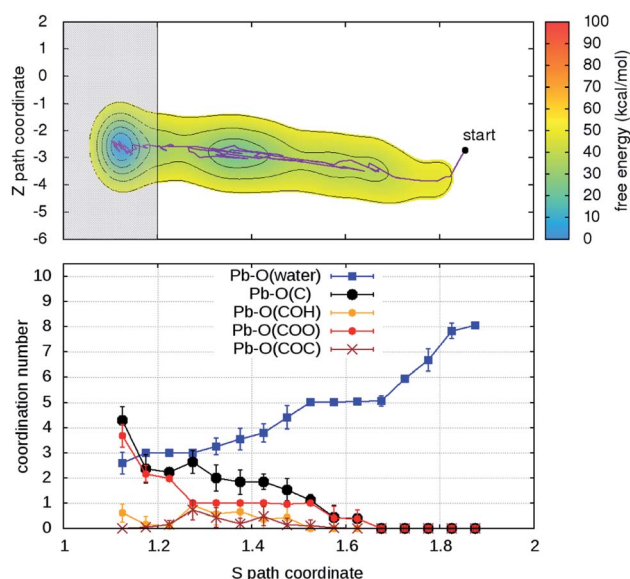 2
1
0
-1
-2
-3
-4
-5
-6
Z path coordinate
start
100
90
80
70
60
50
40
30
20
10
0
free energy (kcal/mol)
10
9
8
7
6
5
4
3
2
1
0
coordination number
Pb-O(water)
Pb-O(C)
Pb-O(COH)
Pb-O(COO)
Pb-O(COC)
1 1.2 1.4 1.6 1.8 2
S path coordinate